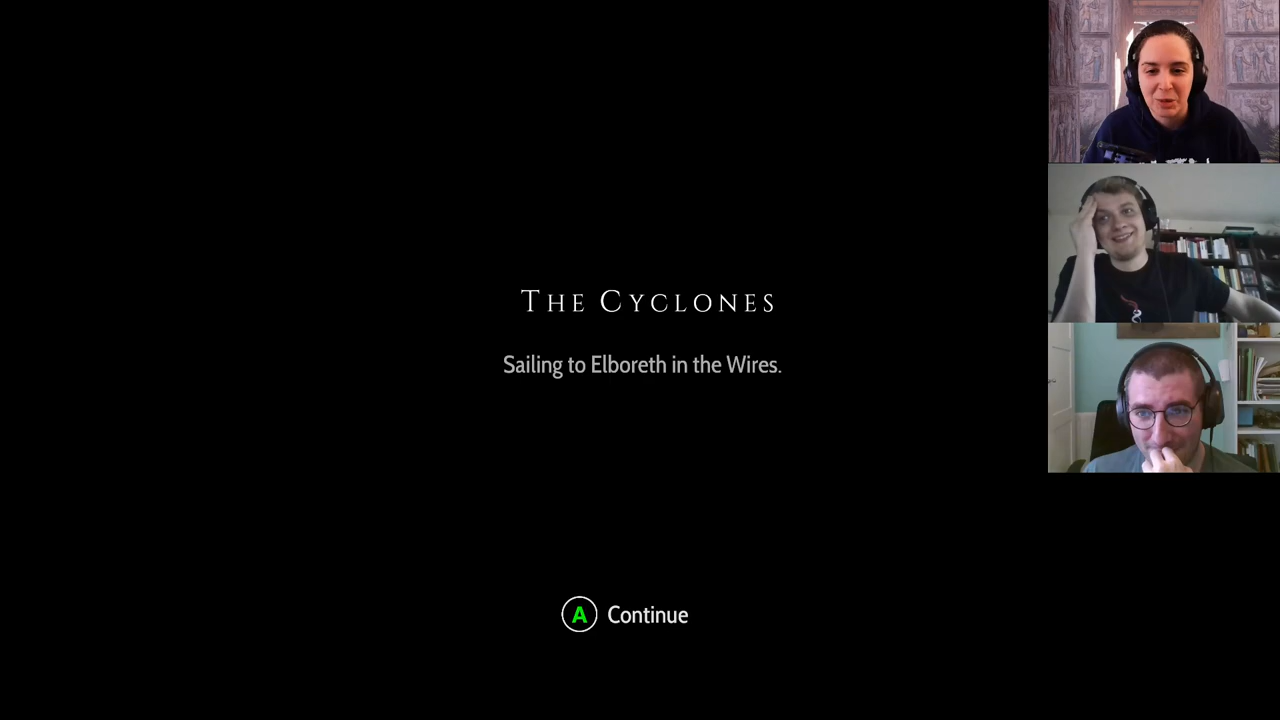 The Cyclones
Sailing to Elboreth in the Wires.
A Continue